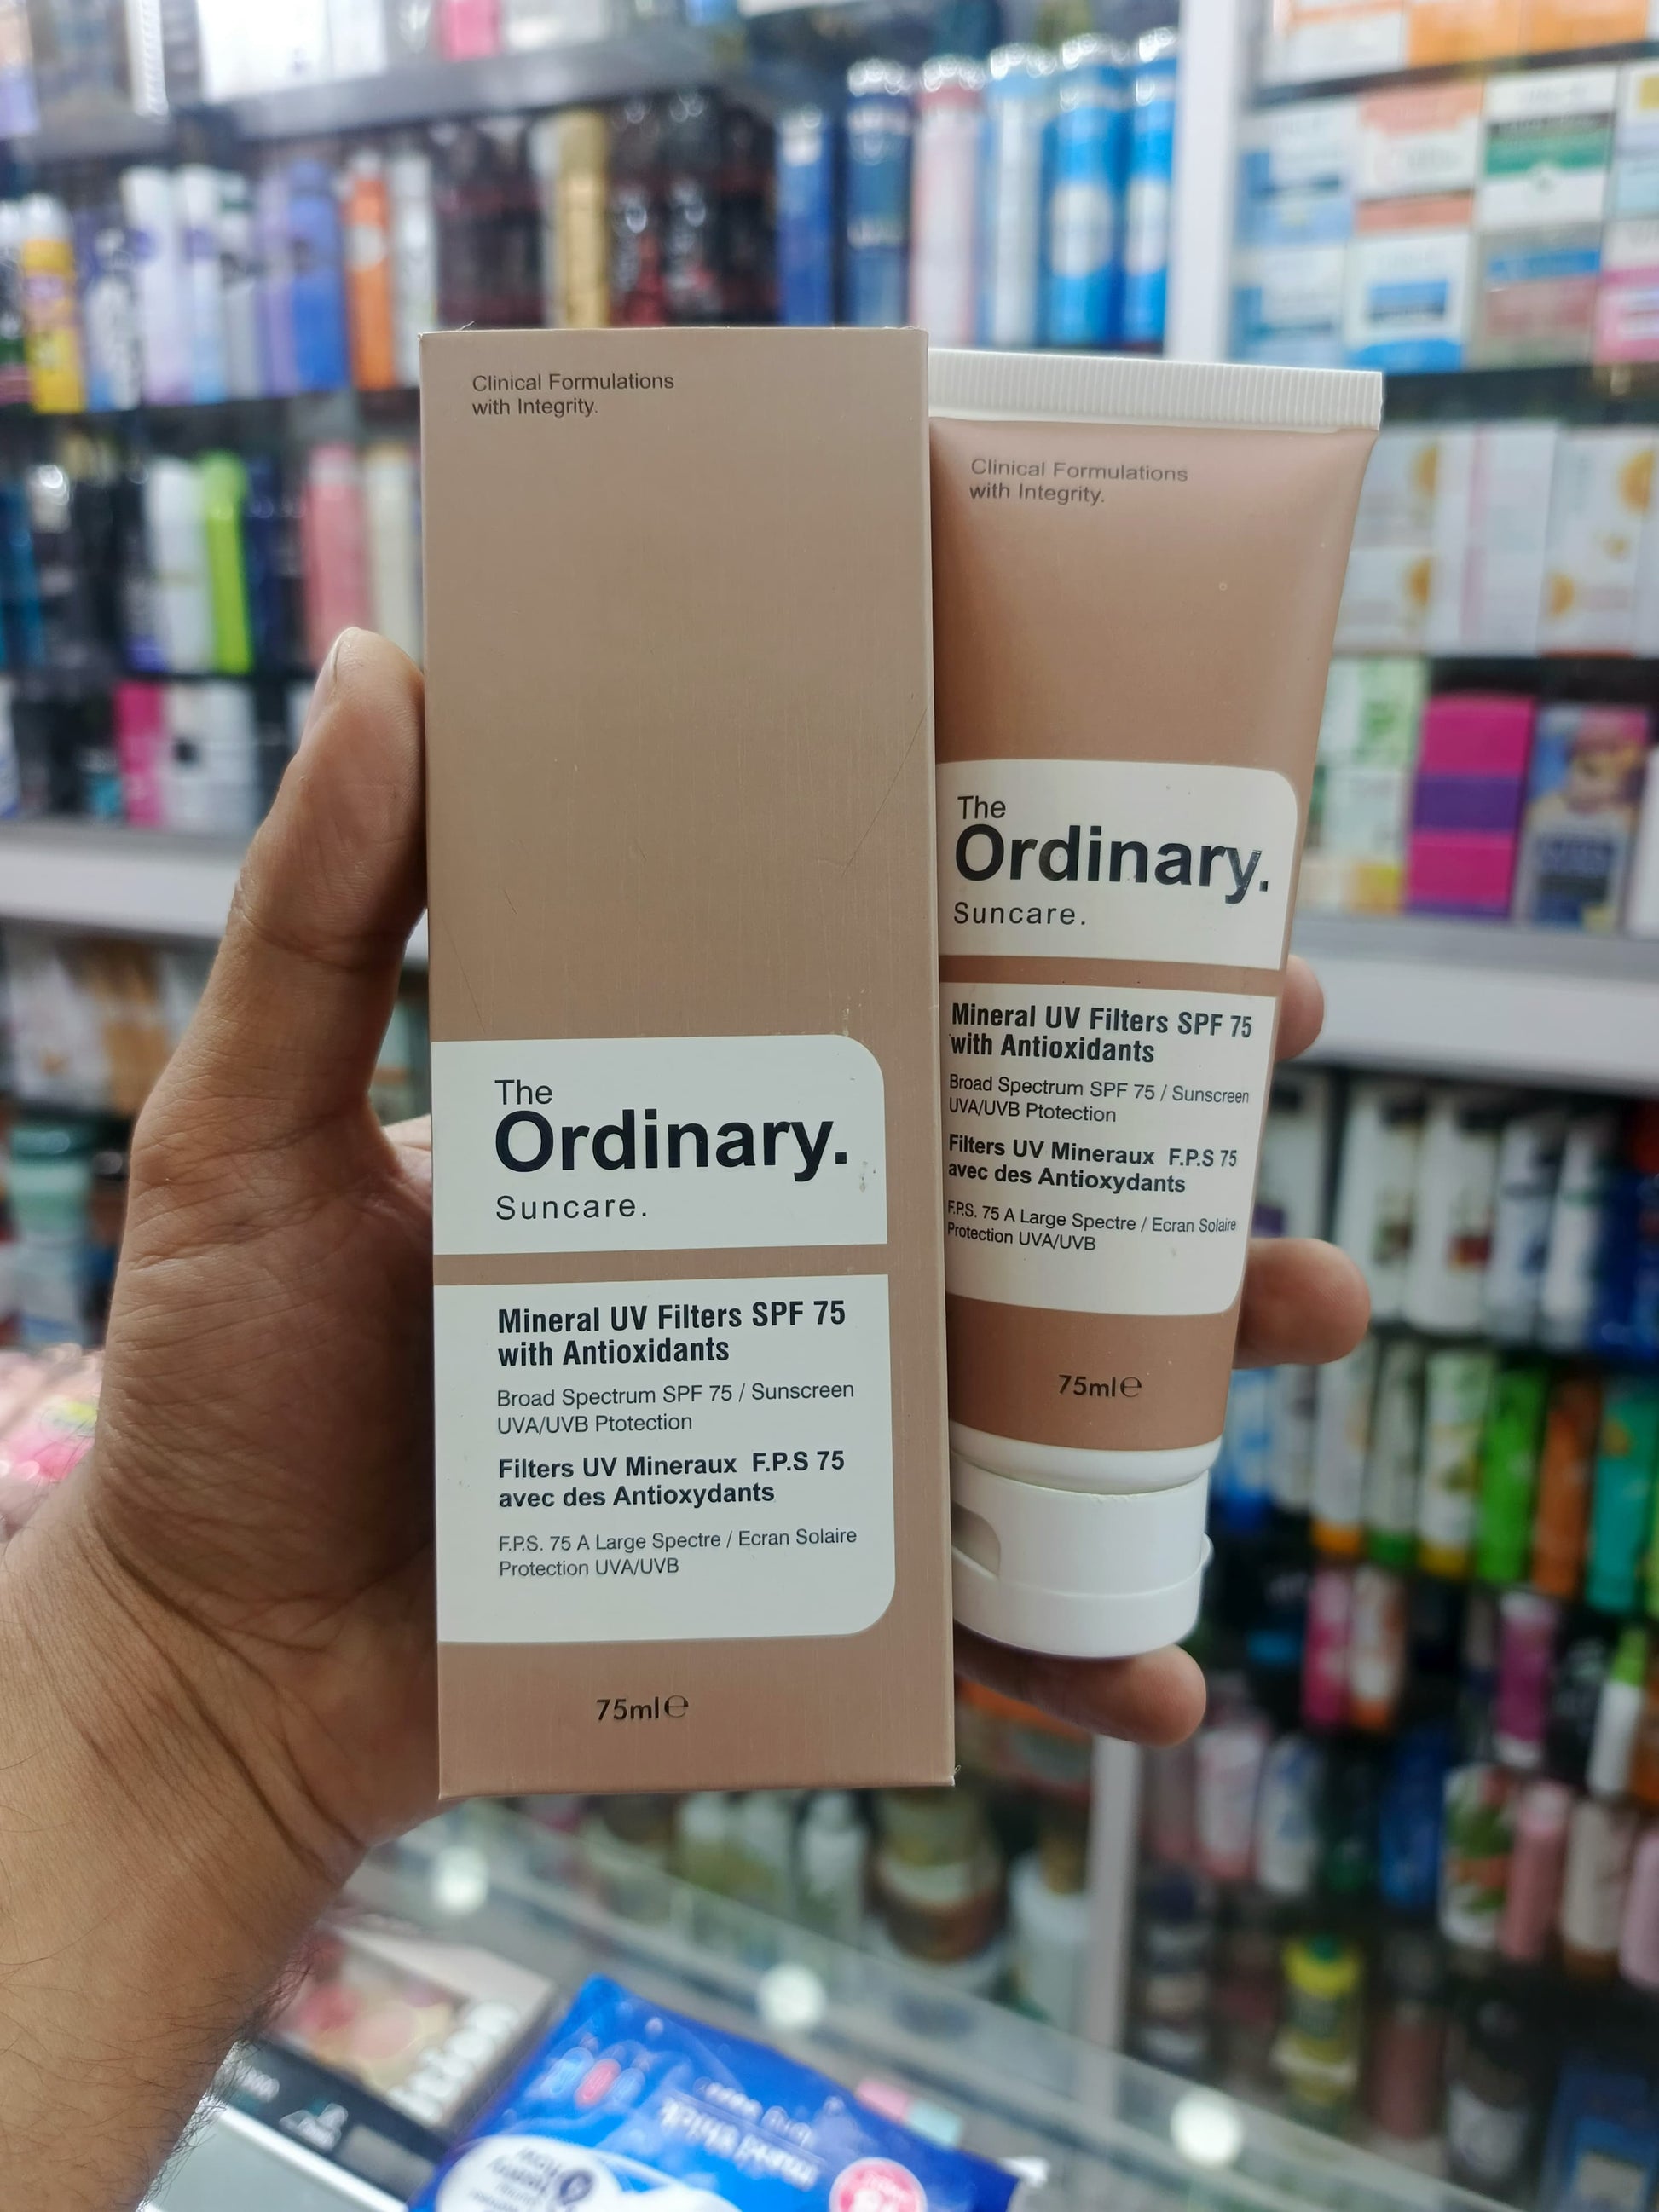 Clinical Formulations
with Integrity.
The
Ordinary.
Suncare.
Mineral UV Filters SPF 75
with Antioxidants
Broad Spectrum SPF 75 / Sunscreen
UVA/UVB Ptotection
Filters UV Mineraux F.P.S 75
avec des Antioxydants
F.P.S. 75 A Large Spectre / Ecran Solaire
Protection UVA/UVB
75ml℮
Clinical Formulations
with Integrity.
The
Ordinary.
Suncare.
Mineral UV Filters SPF 75
with Antioxidants
Broad Spectrum SPF 75 / Sunscreen
UVA/UVB Ptotection
Filters UV Mineraux F.P.S 75
avec des Antioxydants
F.P.S. 75 A Large Spectre / Ecran Solaire
Protection UVA/UVB
75ml℮